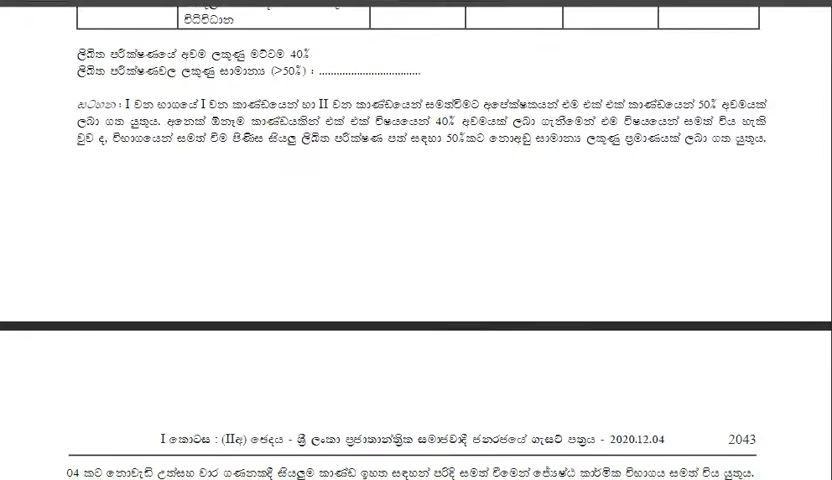 විධිවිධාන
ලිඛිත පරීක්ෂණයේ අවම ලකුණු මට්ටම 40%
ලිඛිත පරීක්ෂණවල ලකුණු සාමාන්‍ය (>50%) : ...................................
සටහන : I වන භාගයේ I වන කාණ්ඩයෙන් හා II වන කාණ්ඩයෙන් සමත්වීමට අපේක්ෂකයන් එම එක් එක් කාණ්ඩයෙන් 50% අවමයක්
ලබා ගත යුතුය. අනෙක් ඕනෑම කාණ්ඩයකින් එක් එක් විෂයයෙන් 40% අවමයක් ලබා ගැනීමෙන් එම විෂයයෙන් සමත් විය හැකි
වුව ද, විභාගයෙන් සමත් වීම පිණිස සියලු ලිඛිත පරීක්ෂණ පත් සඳහා 50%කට නොඅඩු සාමාන්‍ය ලකුණු ප්‍රමාණයක් ලබා ගත යුතුය.
I කොටස : (IIඅ) ඡෙදය - ශ්‍රී ලංකා ප්‍රජාතාන්ත්‍රික සමාජවාදී ජනරජයේ ගැසට් පත්‍රය - 2020.12.04 2043
04 කට නොවැඩි උත්සහ වාර ගණනකදී සියලුම කාණ්ඩ ඉහත සඳහන් පරිදි සමත් වීමෙන් ජ්‍යෙෂ්ඨ කාර්මික විභාගය සමත් විය යුතුය.